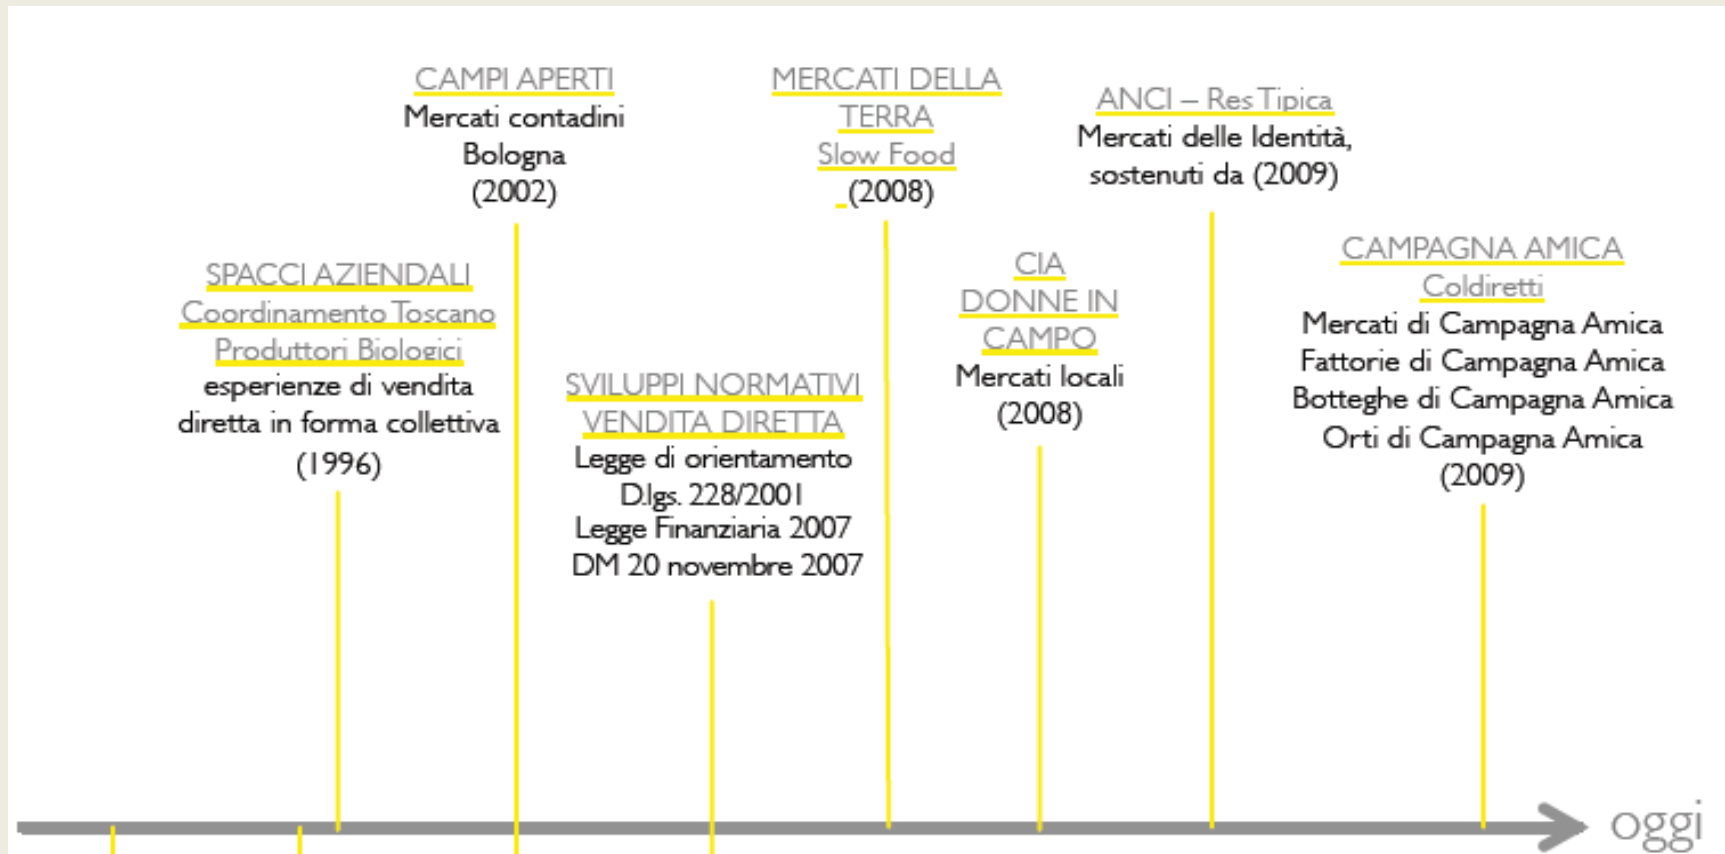 SPACCI AZIENDALI
Coordinamento Toscano
Produttori Biologici
esperienze di vendita
diretta in forma collettiva
(1996)
CAMPI APERTI
Mercati contadini
Bologna
(2002)
SVILUPPI NORMATIVI
VENDITA DIRETTA
Legge di orientamento
D.lgs. 228/2001
Legge Finanziaria 2007
DM 20 novembre 2007
MERCATI DELLA
TERRA
Slow Food
(2008)
CIA
DONNE IN
CAMPO
Mercati locali
(2008)
ANCI – Res Tipica
Mercati delle Identità,
sostenuti da (2009)
CAMPAGNA AMICA
Coldiretti
Mercati di Campagna Amica
Fattorie di Campagna Amica
Botteghe di Campagna Amica
Orti di Campagna Amica
(2009)
oggi